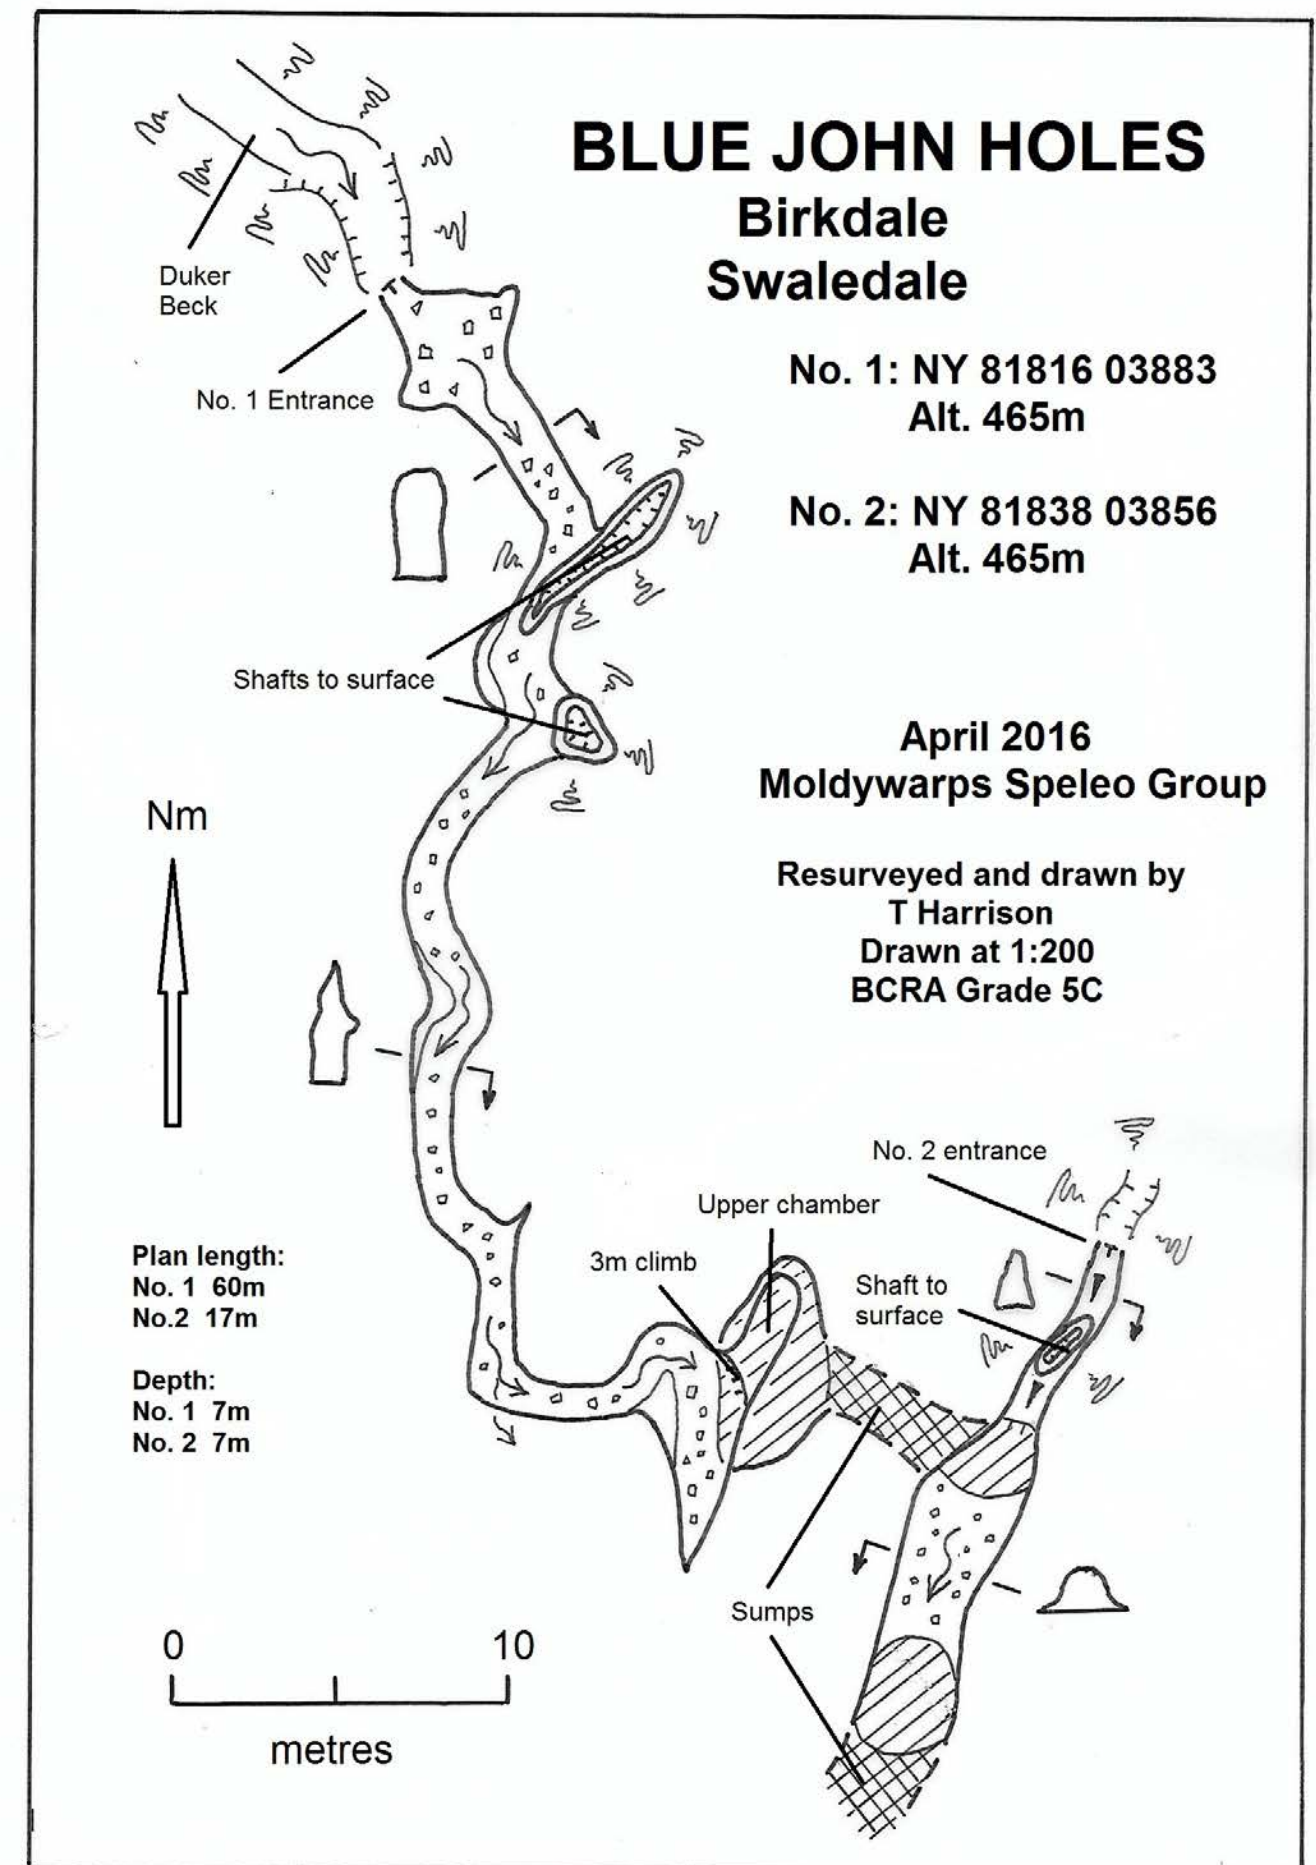 BLUE JOHN HOLES
Birkdale
Swaledale
No. 1: NY 81816 03883
Alt. 465m
No. 2: NY 81838 03856
Alt. 465m
Duker
Beck
No. 1 Entrance
Shafts to surface
April 2016
Moldywarps Speleo Group
Resurveyed and drawn by
T Harrison
Drawn at 1:200
BCRA Grade 5C
Nm
No. 2 entrance
Upper chamber
3m climb
Shaft to
surface
Plan length:
No. 1 60m
No.2 17m
Depth:
No. 1 7m
No. 2 7m
Sumps
0 10
metres